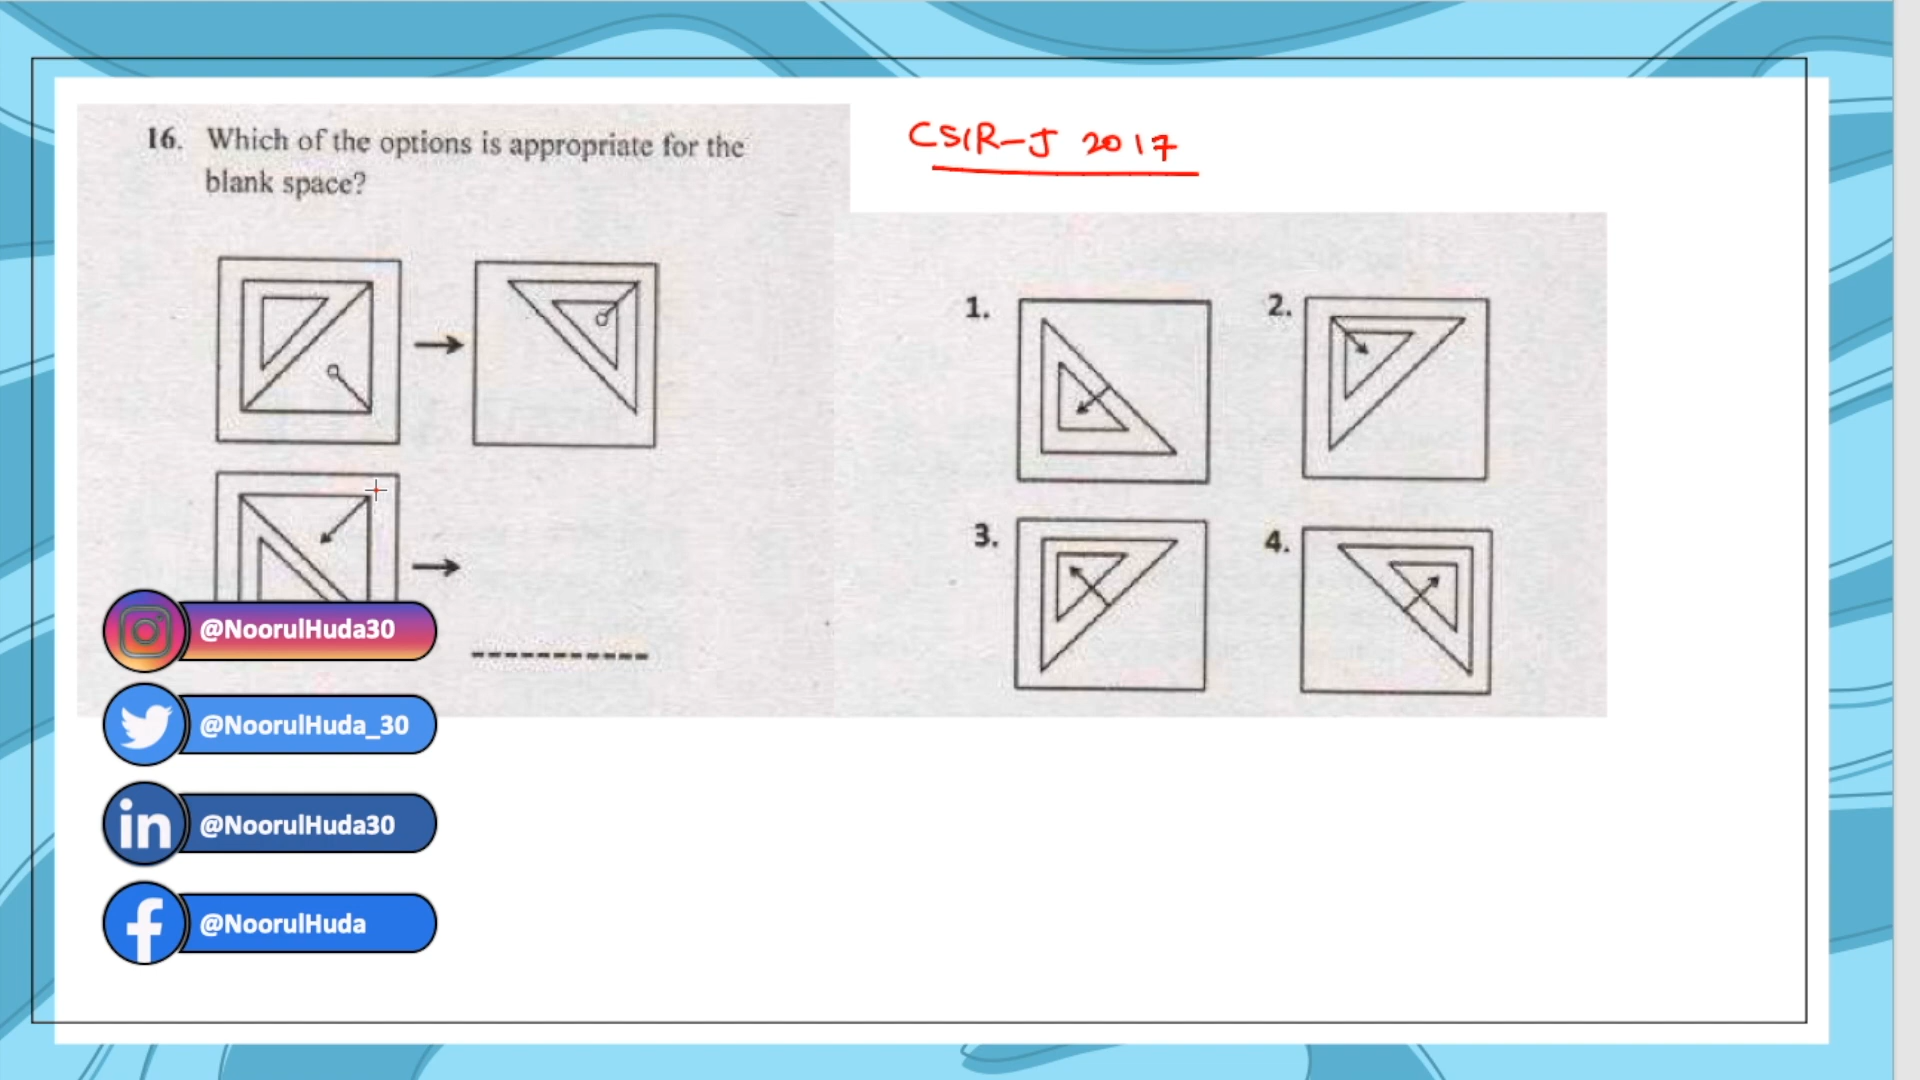 16. Which of the options is appropriate for the
blank space?
CSIR-J 2017
1.
2.
3.
4.
@NoorulHuda30
@NoorulHuda_30
in @NoorulHuda30
f @NoorulHuda